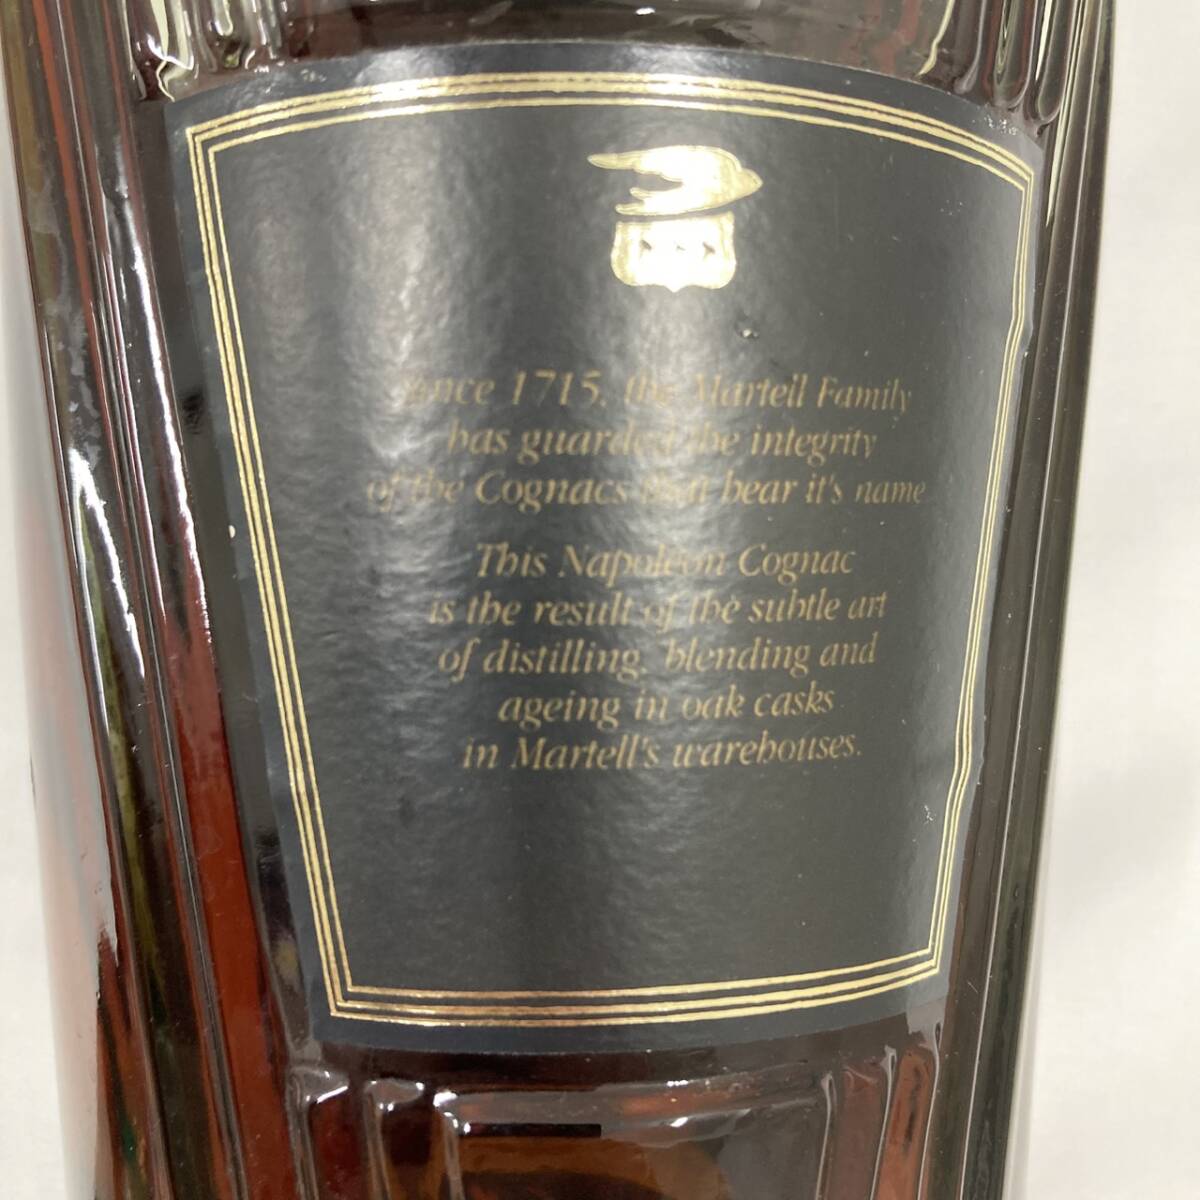 Since 1715, the Martell Family
has guarded the integrity
of the Cognacs that bear it's name
This Napoléon Cognac
is the result of the subtle art
of distilling, blending and
ageing in oak casks
in Martell's warehouses.